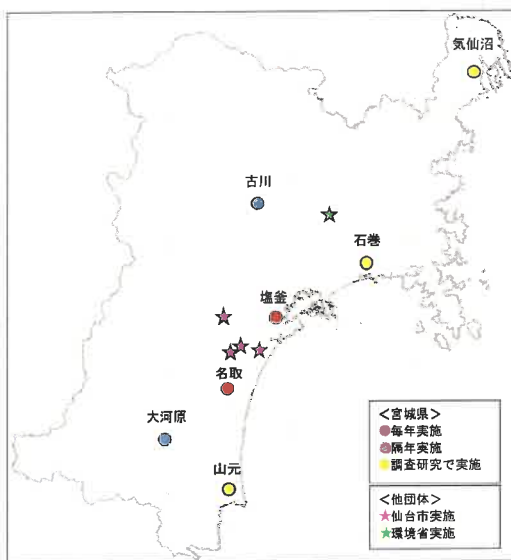 気仙沼
古川
石巻
塩釜
名取
大河原
山元
<宮城県>
●毎年実施
●隔年実施
●調査研究で実施
<他団体>
★仙台市実施
★環境省実施